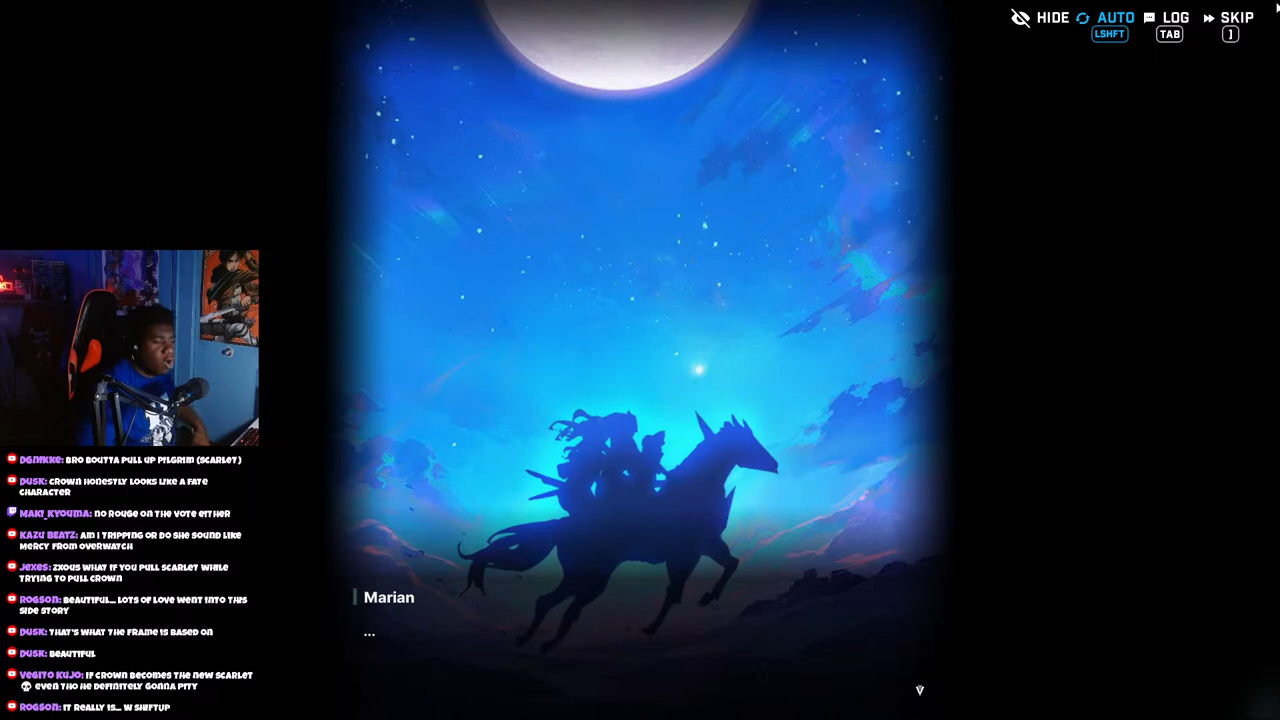 HIDE AUTO LOG SKIP
LSHFT TAB ]
DGNIKKE: BRO BOUTTA PULL UP PILGRIM (SCARLET)
DUSK: CROWN HONESTLY LOOKS LIKE A FATE
CHARACTER
MAKI_KYOUMA: NO ROUGE ON THE VOTE EITHER
KAZU BEATZ: AM I TRIPPING OR DO SHE SOUND LIKE
MERCY FROM OVERWATCH
JEXES: ZXOUS WHAT IF YOU PULL SCARLET WHILE
TRYING TO PULL CROWN
ROGSON: BEAUTIFUL... LOTS OF LOVE WENT INTO THIS
SIDE STORY
DUSK: THAT'S WHAT THE FRAME IS BASED ON
DUSK: BEAUTIFUL
VEGITO KUJO: IF CROWN BECOMES THE NEW SCARLET
💀 EVEN THO HE DEFINITELY GONNA PITY
ROGSON: IT REALLY IS... W SHIFTUP
Marian
...